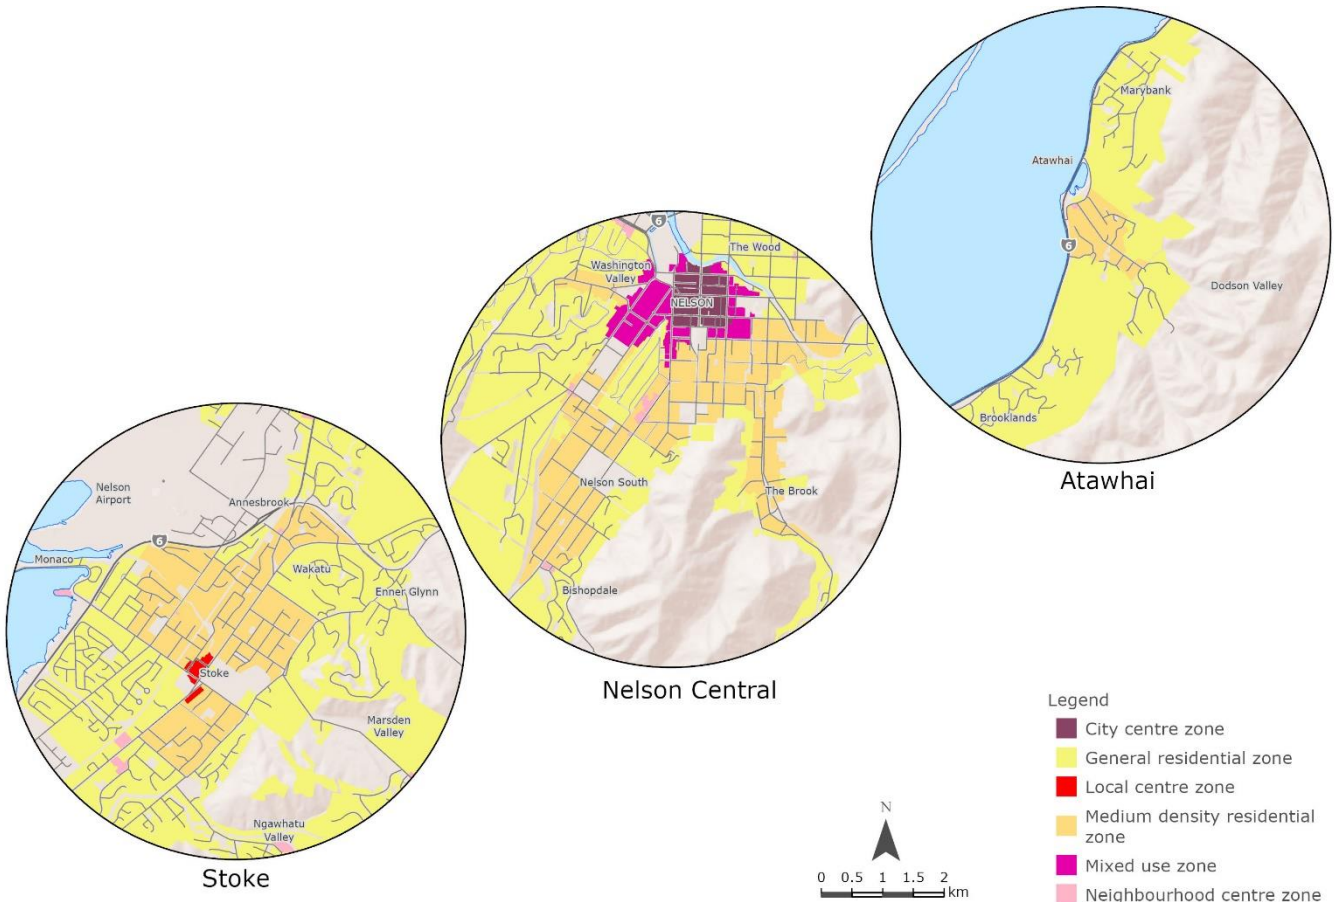 Marybank
Atawhai
6
Dodson Valley
Brooklands
Atawhai
6
The Wood
Washington
Valley
NELSON
Nelson South
The Brook
Bishopdale
Nelson Central
Nelson
Airport
Annesbrook
6
Monaco
Wakatu
Enner Glynn
Stoke
Marsden
Valley
Ngawhatu
Valley
Stoke
Legend
City centre zone
General residential zone
Local centre zone
Medium density residential
zone
Mixed use zone
Neighbourhood centre zone
N
0 0.5 1 1.5 2
km